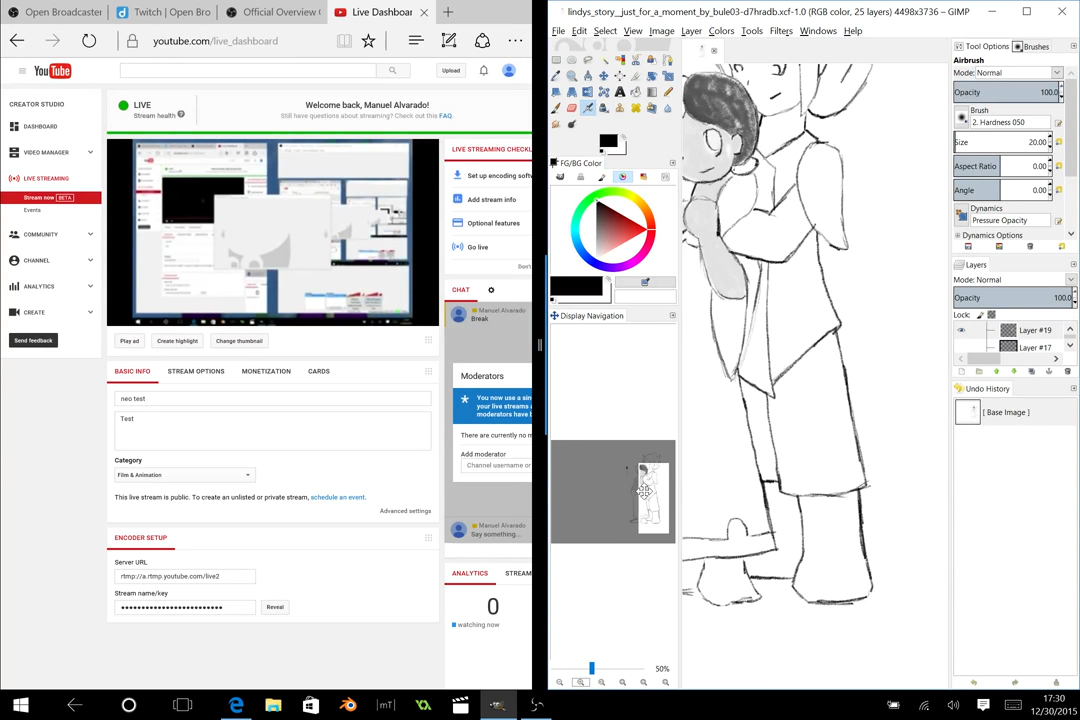 Open Broadcaster
Twitch | Open Bro
Official Overview
Live Dashboar
youtube.com/live_dashboard
YouTube
Upload
CREATOR STUDIO
DASHBOARD
VIDEO MANAGER
LIVE STREAMING
Stream now BETA
Events
COMMUNITY
CHANNEL
ANALYTICS
CREATE
Send feedback
LIVE
Stream health ?
Welcome back, Manuel Alvarado!
Still have questions about streaming? Check out this FAQ.
Play ad
Create highlight
Change thumbnail
BASIC INFO
STREAM OPTIONS
MONETIZATION
CARDS
neo test
Test
Category
Film & Animation
This live stream is public. To create an unlisted or private stream, schedule an event.
Advanced settings
ENCODER SETUP
Server URL
rtmp://a.rtmp.youtube.com/live2
Stream name/key
Reveal
LIVE STREAMING CHECKL
Set up encoding softw
Add stream info
Optional features
Go live
Don'
CHAT
Manuel Alvarado
Break
Moderators
You now use a sin
your live streams a
moderators have b
There are currently no m
Add moderator
Channel username or
Manuel Alvarado
Say something...
ANALYTICS
STREAM
0
watching now
lindys_story__just_for_a_moment_by_bule03-d7hradb.xcf-1.0 (RGB color, 25 layers) 4498x3736 – GIMP
File Edit Select View Image Layer Colors Tools Filters Windows Help
FG/BG Color
Display Navigation
50%
Tool Options
Brushes
Airbrush
Mode: Normal
Opacity 100.0
Brush
2. Hardness 050
Size 20.00
Aspect Ratio 0.00
Angle 0.00
Dynamics
Pressure Opacity
Dynamics Options
Layers
Mode: Normal
Opacity 100.0
Lock:
Layer #19
Layer #17
Undo History
[ Base Image ]
17:30
12/30/2015